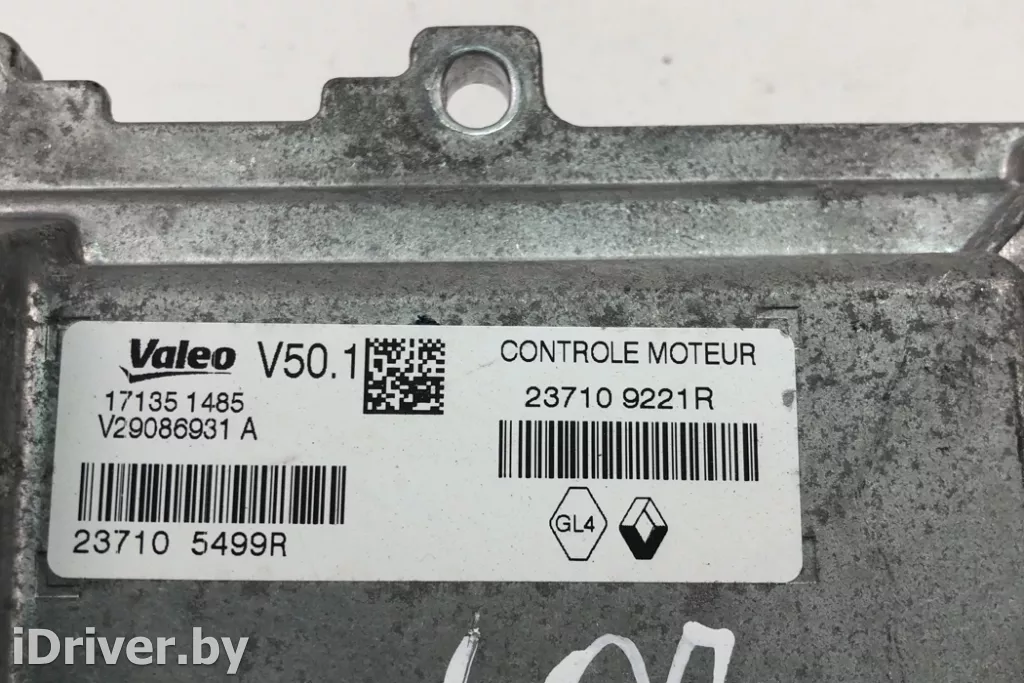 Valeo V50.1
17135 1485
V29086931 A
23710 5499R
CONTROLE MOTEUR
23710 9221R
GL4
iDriver.by